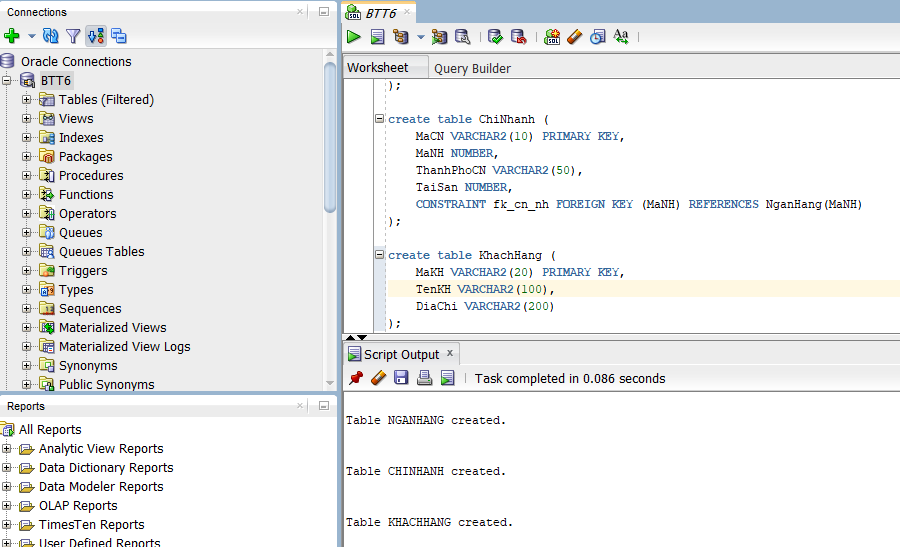 Connections
Oracle Connections
BTT6
Tables (Filtered)
Views
Indexes
Packages
Procedures
Functions
Operators
Queues
Queues Tables
Triggers
Types
Sequences
Materialized Views
Materialized View Logs
Synonyms
Public Synonyms
Reports
All Reports
Analytic View Reports
Data Dictionary Reports
Data Modeler Reports
OLAP Reports
TimesTen Reports
User Defined Reports
BTT6
Worksheet Query Builder
);
create table ChiNhanh (
MaCN VARCHAR2(10) PRIMARY KEY,
MaNH NUMBER,
ThanhPhoCN VARCHAR2(50),
TaiSan NUMBER,
CONSTRAINT fk_cn_nh FOREIGN KEY (MaNH) REFERENCES NganHang(MaNH)
);
create table KhachHang (
MaKH VARCHAR2(20) PRIMARY KEY,
TenKH VARCHAR2(100),
DiaChi VARCHAR2(200)
);
Script Output x
Task completed in 0.086 seconds
Table NGANHANG created.
Table CHINHANH created.
Table KHACHHANG created.